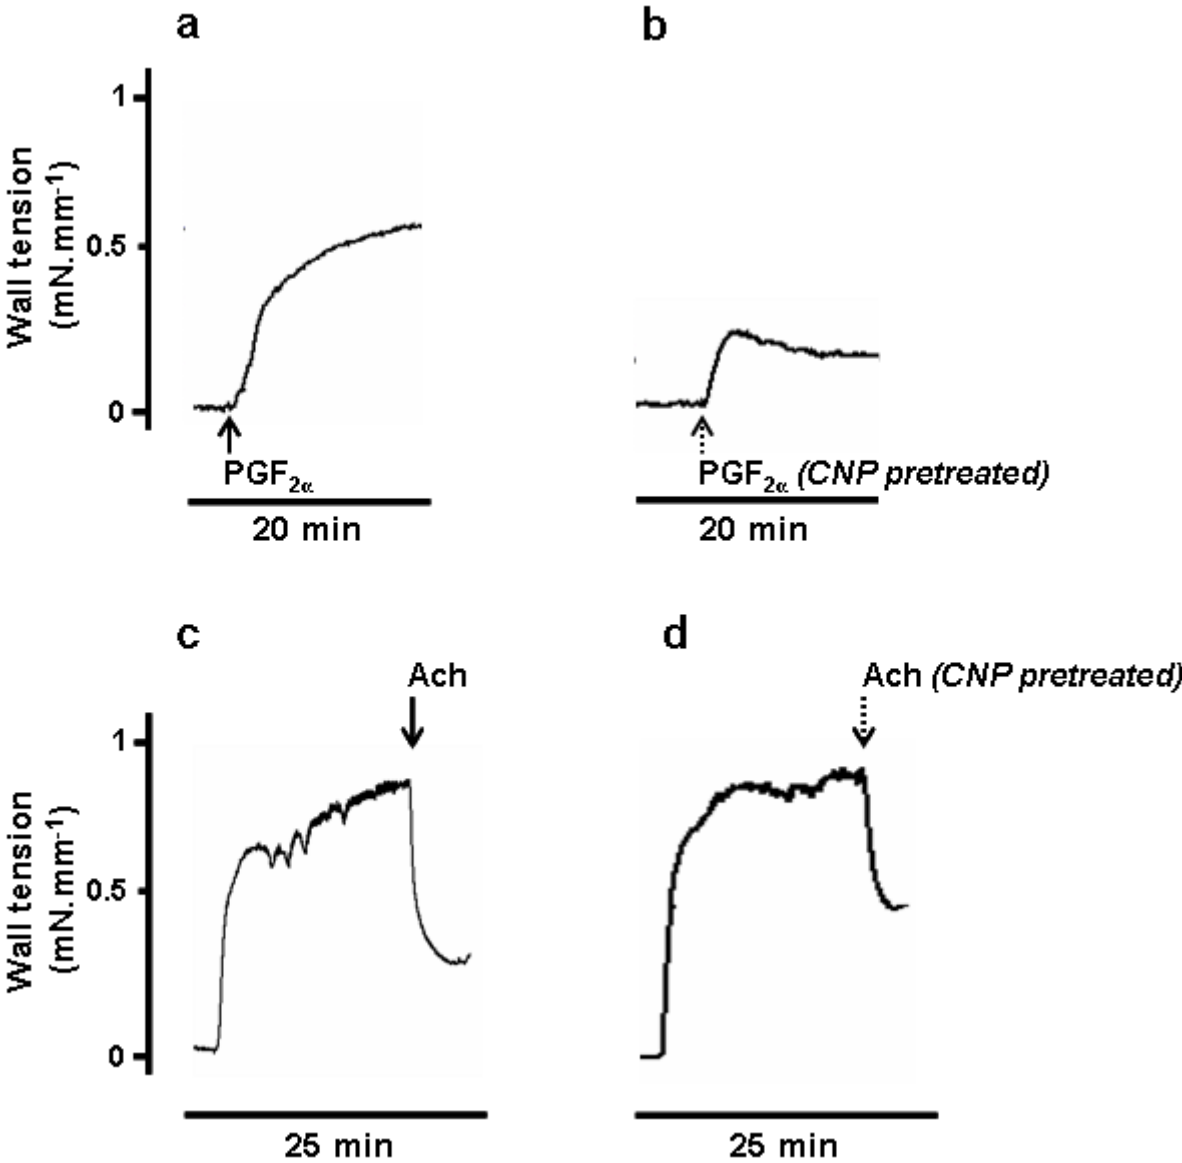 a
b
Wall tension
(mN.mm-1)
1
0.5
0
PGF2α
PGF2α (CNP pretreated)
20 min
20 min
c
d
Ach
Ach (CNP pretreated)
Wall tension
(mN.mm-1)
1
0.5
0
25 min
25 min